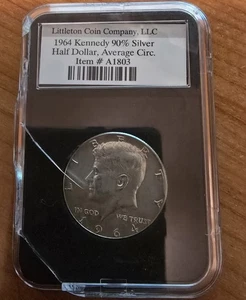 Littleton Coin Company, LLC
1964 Kennedy 90% Silver
Half Dollar, Average Circ.
Item # A1803
LIBERTY
IN GOD WE TRUST
1964